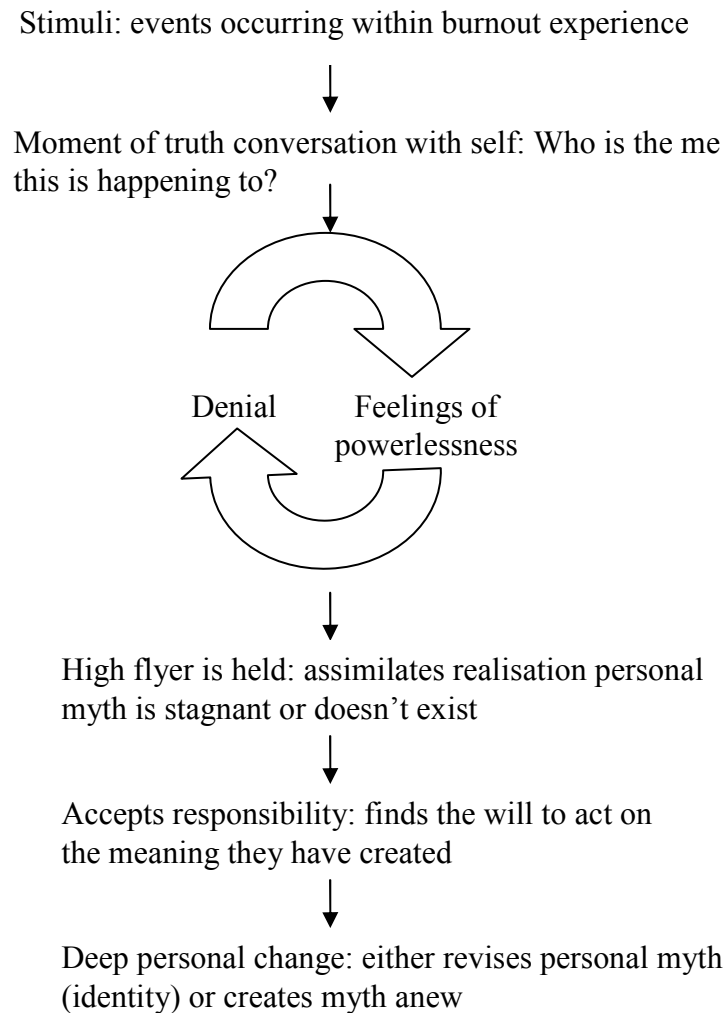 Stimuli: events occurring within burnout experience
Moment of truth conversation with self: Who is the me
this is happening to?
Denial
Feelings of
powerlessness
High flyer is held: assimilates realisation personal
myth is stagnant or doesn’t exist
Accepts responsibility: finds the will to act on
the meaning they have created
Deep personal change: either revises personal myth
(identity) or creates myth anew